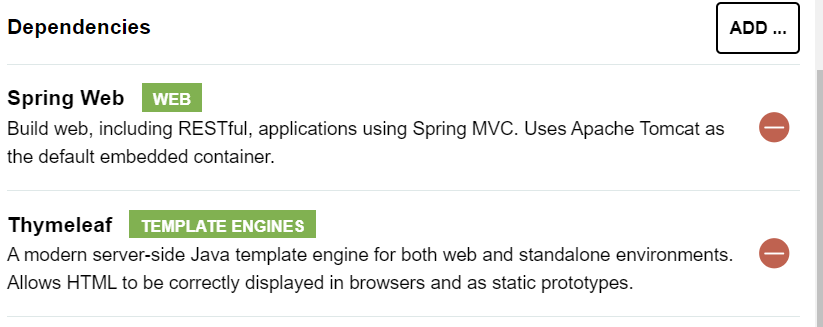 Dependencies
ADD ...
Spring Web WEB
Build web, including RESTful, applications using Spring MVC. Uses Apache Tomcat as
the default embedded container.
Thymeleaf TEMPLATE ENGINES
A modern server-side Java template engine for both web and standalone environments.
Allows HTML to be correctly displayed in browsers and as static prototypes.